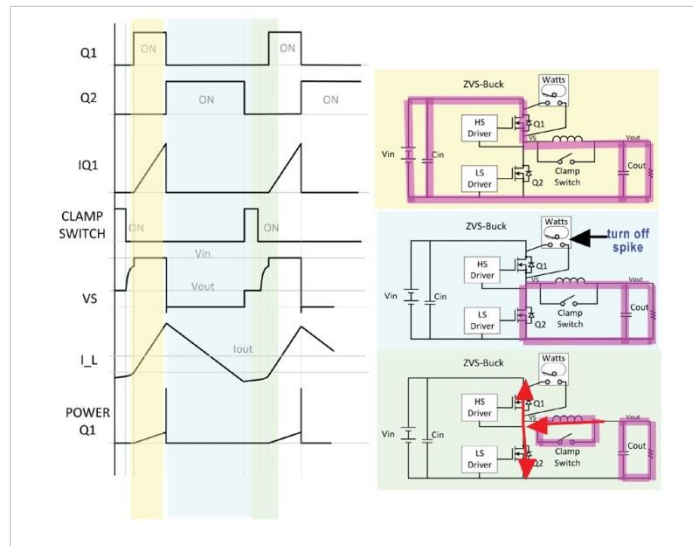 Q1
ON
ON
Q2
ON
ON
IQ1
CLAMP
SWITCH
ON
ON
Vin
VS
Vout
I_L
Iout
POWER
Q1
ZVS-Buck
Watts
HS
Driver
Q1
VS
Vout
Vin
Cin
LS
Driver
Q2
Clamp
Switch
Cout
ZVS-Buck
Watts
turn off
spike
HS
Driver
Q1
VS
Vout
Vin
Cin
LS
Driver
Q2
Clamp
Switch
Cout
ZVS-Buck
Watts
HS
Driver
Q1
VS
Vout
Vin
Cin
LS
Driver
Q2
Clamp
Switch
Cout